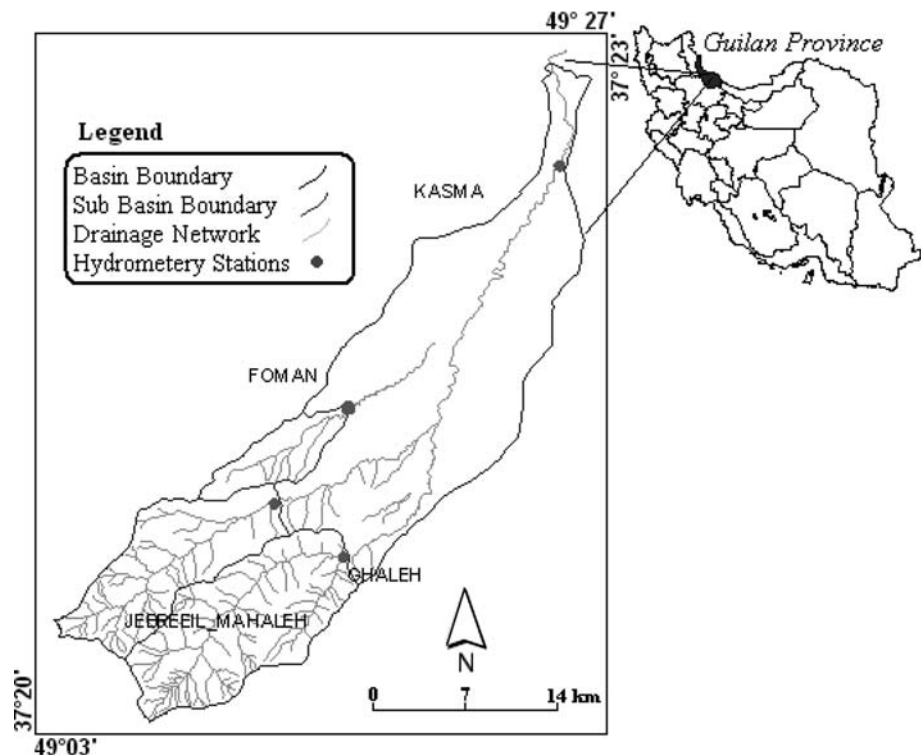 49° 27'
37° 23'
Guilan Province
Legend
Basin Boundary
Sub Basin Boundary
Drainage Network
Hydrometery Stations
KASMA
FOMAN
GHALEH
MAHALEH
N
0 7 14 km
37° 20'
49° 03'